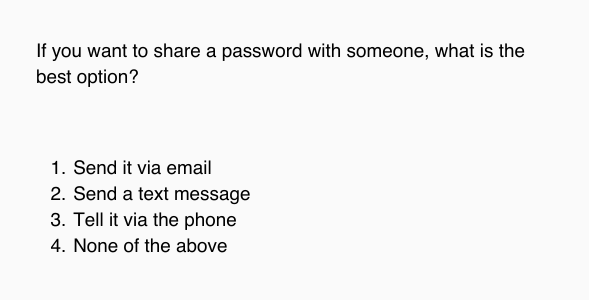 If you want to share a password with someone, what is the
best option?
1. Send it via email
2. Send a text message
3. Tell it via the phone
4. None of the above